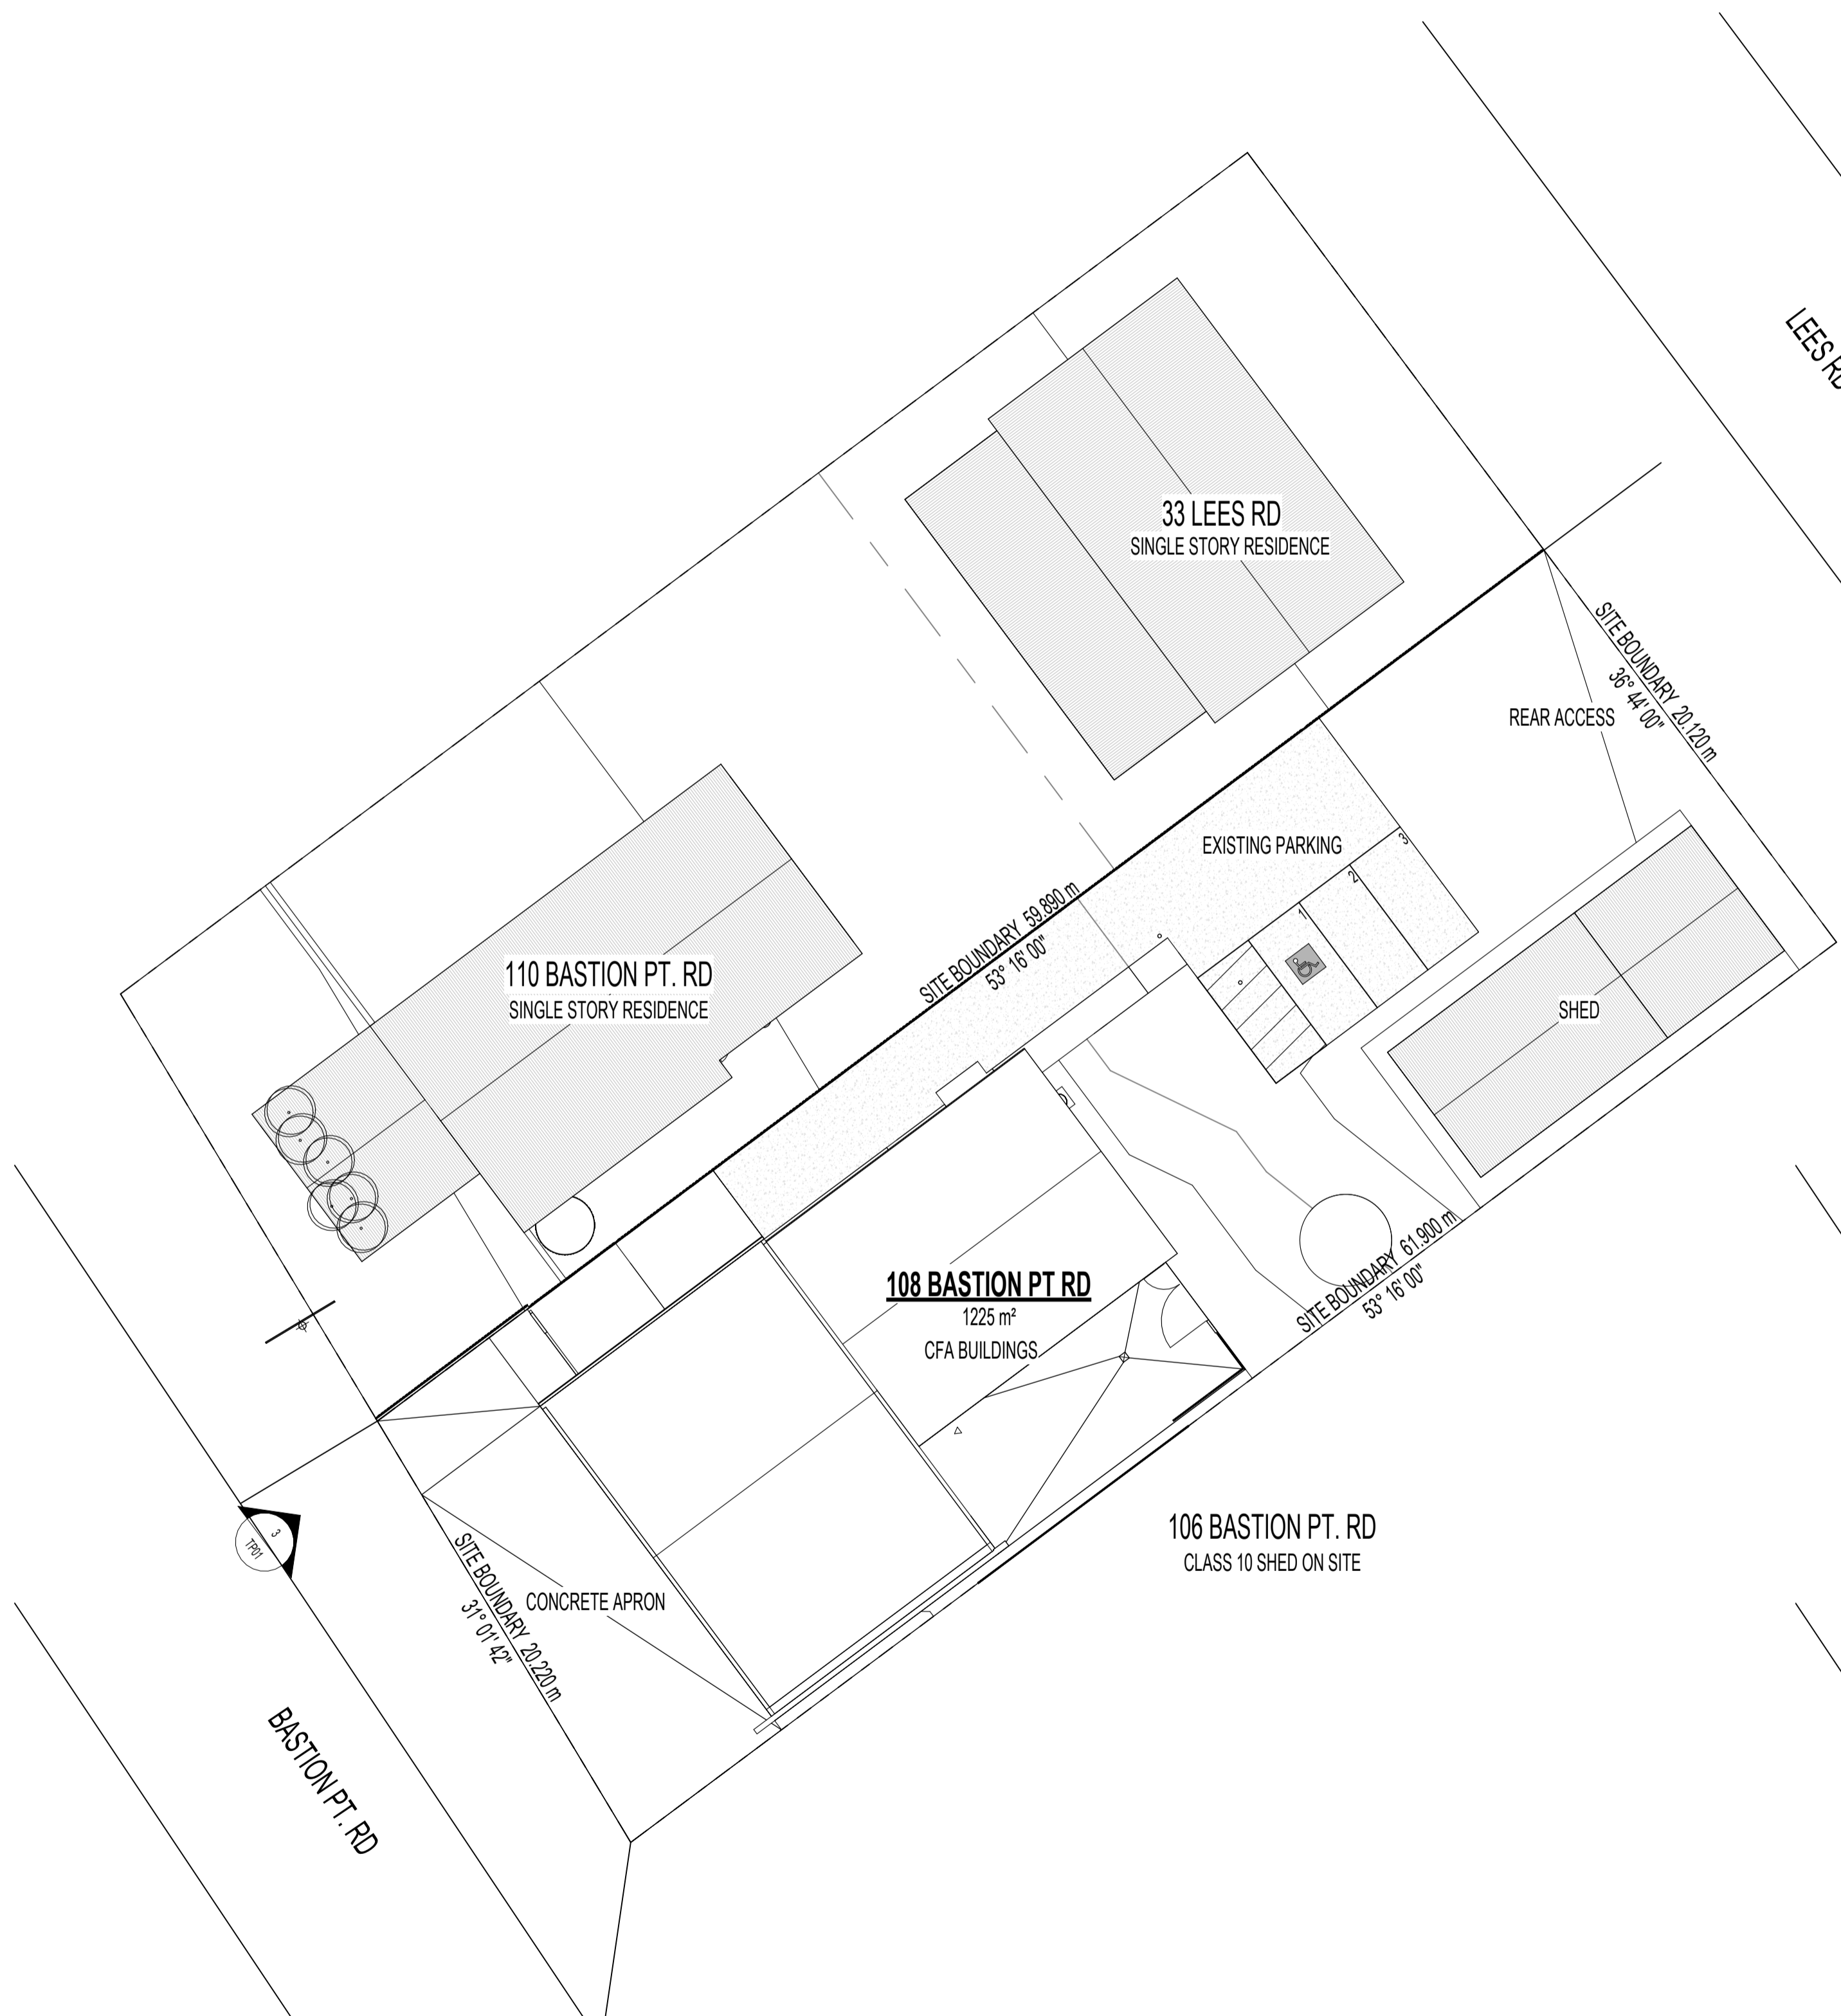 LEES RD
33 LEES RD
SINGLE STORY RESIDENCE
SITE BOUNDARY 20.120 m
36° 44' 00"
REAR ACCESS
EXISTING PARKING
3
2
1
SITE BOUNDARY 59.890 m
53° 16' 00"
110 BASTION PT. RD
SINGLE STORY RESIDENCE
SHED
108 BASTION PT RD
1225 m²
CFA BUILDINGS
SITE BOUNDARY 61.900 m
53° 16' 00"
106 BASTION PT. RD
CLASS 10 SHED ON SITE
3
TP01
SITE BOUNDARY 20.220 m
31° 01' 42"
CONCRETE APRON
BASTION PT. RD